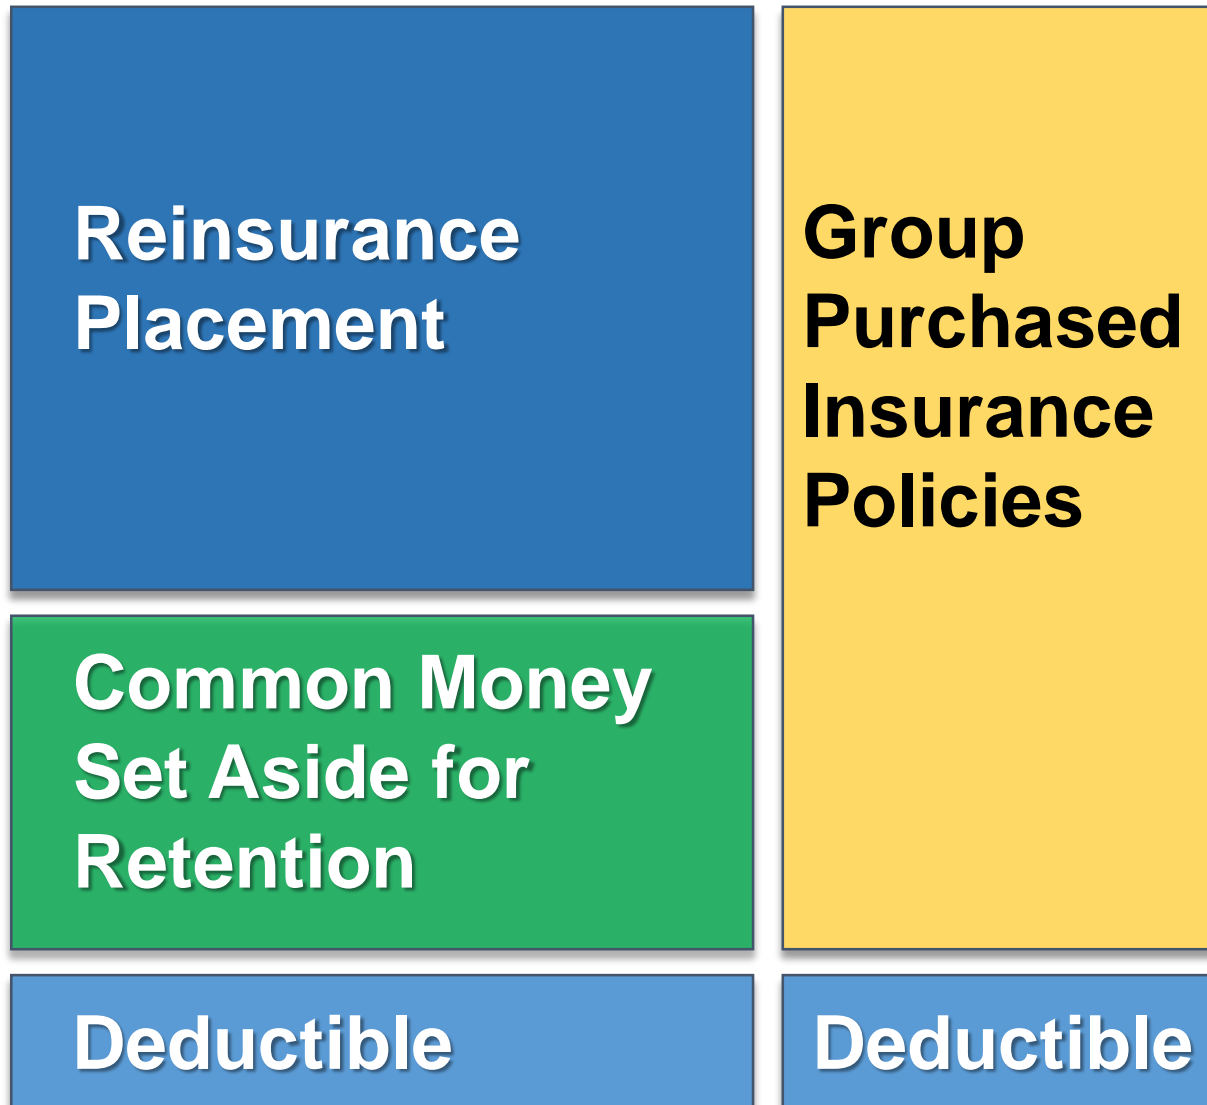 Reinsurance
Placement
Group
Purchased
Insurance
Policies
Common Money
Set Aside for
Retention
Deductible
Deductible